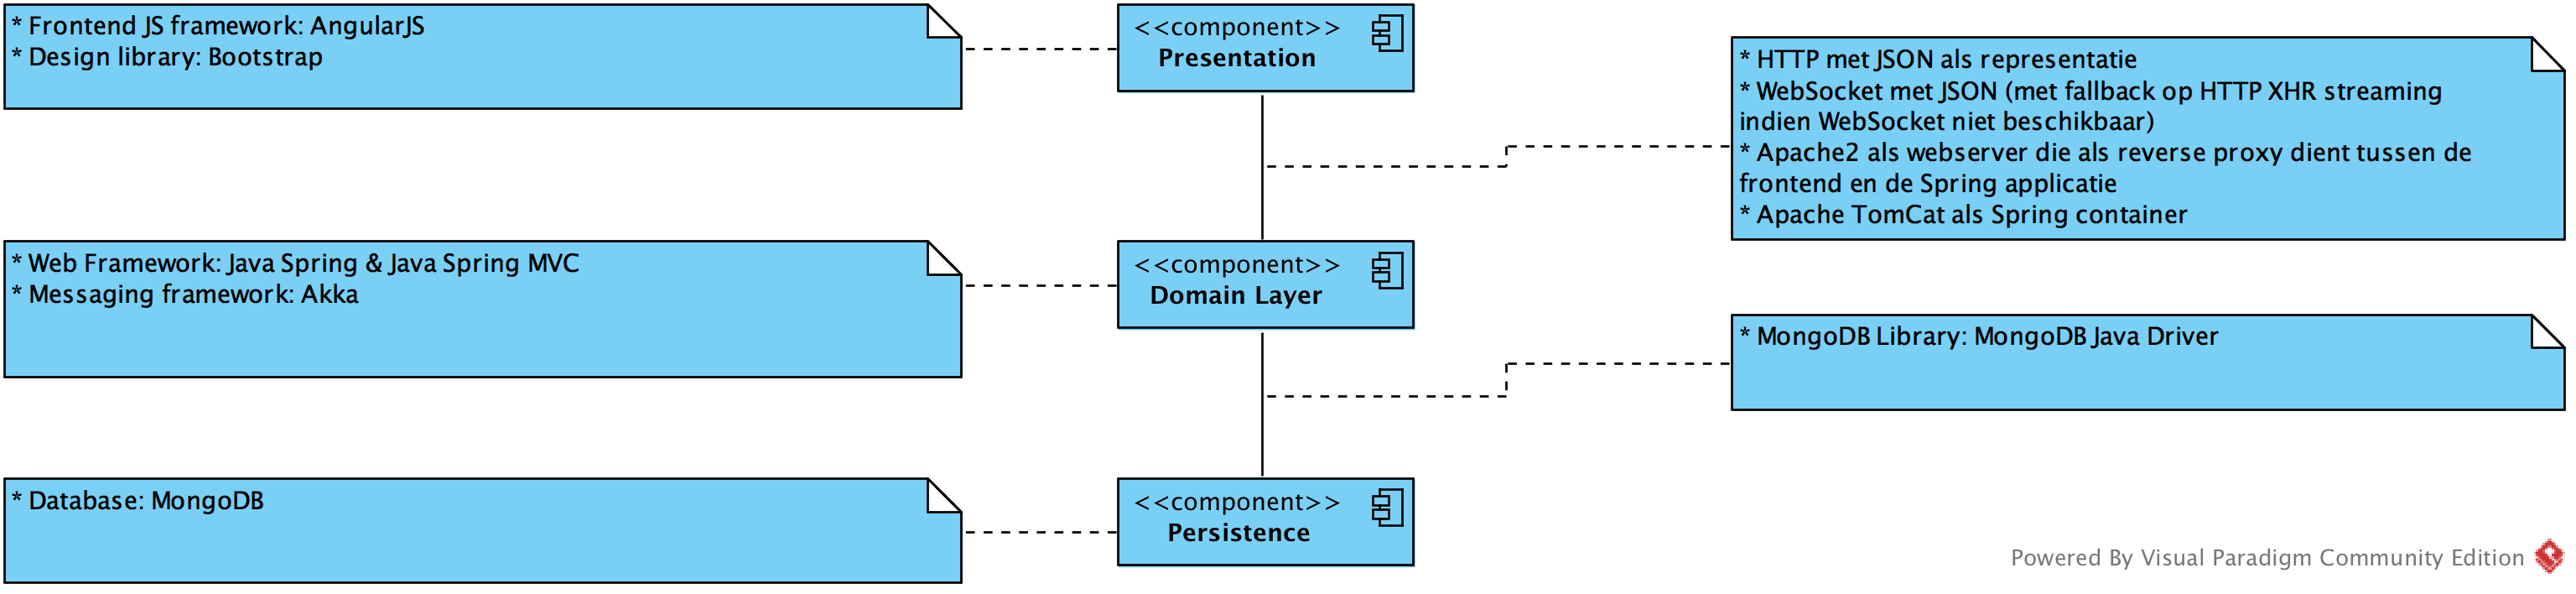 * Frontend JS framework: AngularJS
* Design library: Bootstrap
<<component>>
Presentation
* HTTP met JSON als representatie
* WebSocket met JSON (met fallback op HTTP XHR streaming
indien WebSocket niet beschikbaar)
* Apache2 als webserver die als reverse proxy dient tussen de
frontend en de Spring applicatie
* Apache TomCat als Spring container
* Web Framework: Java Spring & Java Spring MVC
* Messaging framework: Akka
<<component>>
Domain Layer
* MongoDB Library: MongoDB Java Driver
* Database: MongoDB
<<component>>
Persistence
Powered By Visual Paradigm Community Edition